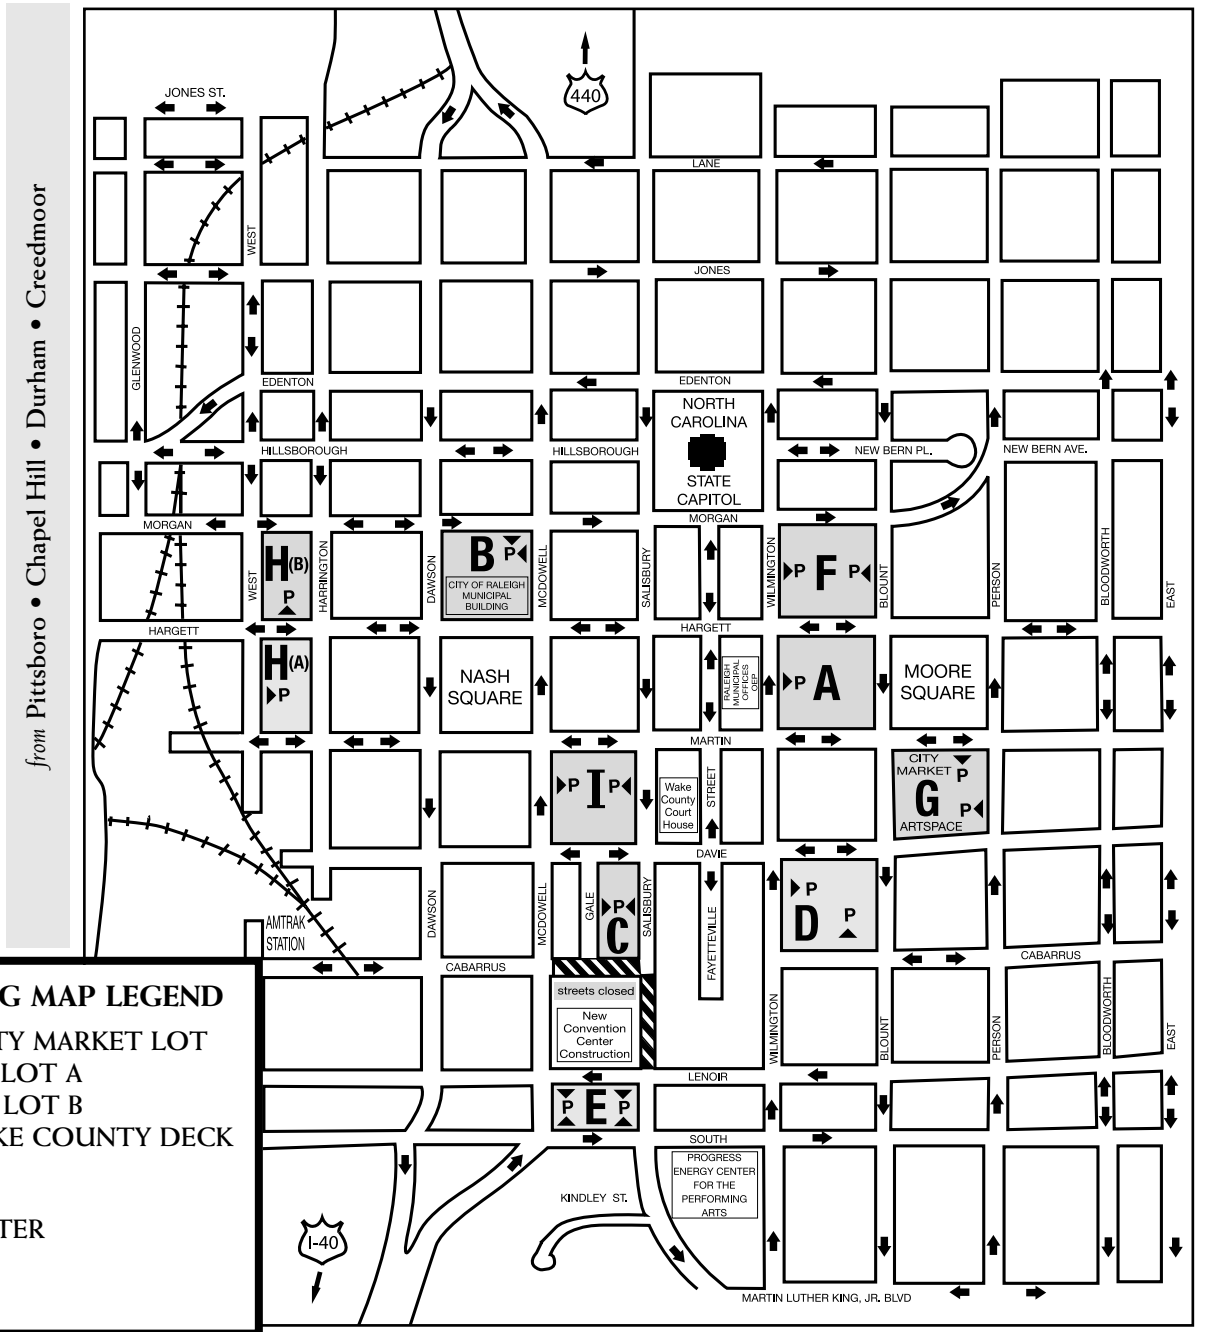 from Pittsboro • Chapel Hill • Durham • Creedmoor
440
JONES ST.
LANE
WEST
JONES
GLENWOOD
EDENTON
EDENTON
NORTH
CAROLINA
STATE
CAPITOL
HILLSBOROUGH
HILLSBOROUGH
NEW BERN PL.
NEW BERN AVE.
MORGAN
MORGAN
H(B)
P
B
P
CITY OF RALEIGH
MUNICIPAL
BUILDING
P
F
P
WEST
HARRINGTON
DAWSON
MCDOWELL
SALISBURY
WILMINGTON
BLOUNT
PERSON
BLOODWORTH
EAST
HARGETT
HARGETT
H(A)
P
NASH
SQUARE
RALEIGH
MUNICIPAL
OFFICES
OEP
P
A
MOORE
SQUARE
MARTIN
P
I
P
Wake
County
Court
House
STREET
CITY
MARKET
P
G
P
ARTSPACE
DAVIE
AMTRAK
STATION
DAWSON
MCDOWELL
GALE
P
C
SALISBURY
FAYETTEVILLE
P
D
P
CABARRUS
CABARRUS
streets closed
New
Convention
Center
Construction
WILMINGTON
BLOUNT
PERSON
BLOODWORTH
EAST
LENOIR
P
E
P
SOUTH
PROGRESS
ENERGY CENTER
FOR THE
PERFORMING
ARTS
KINDLEY ST.
I-40
MARTIN LUTHER KING, JR. BLVD
G MAP LEGEND
TY MARKET LOT
LOT A
LOT B
KE COUNTY DECK
TER